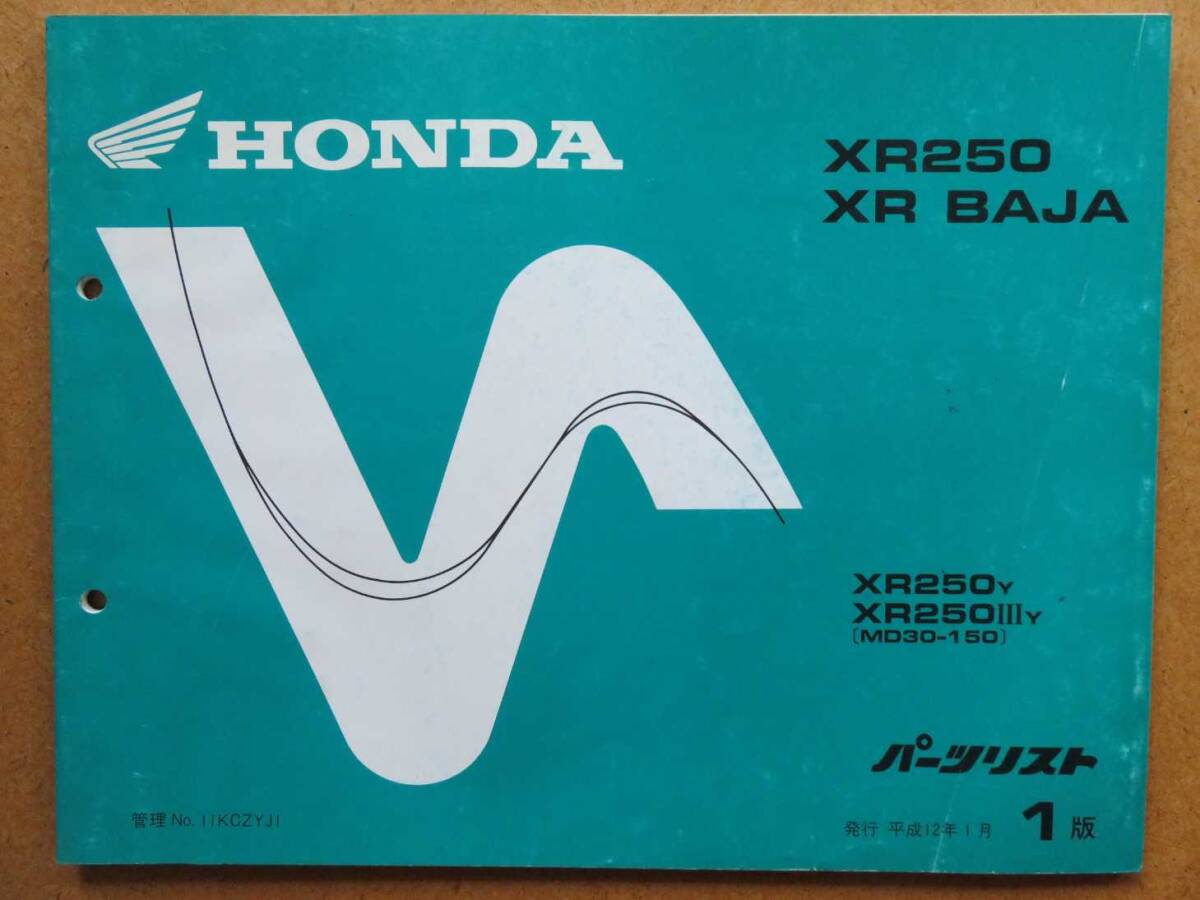 HONDA
XR250
XR BAJA
XR250Y
XR250IIIY
〔MD30-150〕
パーツリスト
管理 No. 11KCZYJ1
発行 平成12年1月 1版